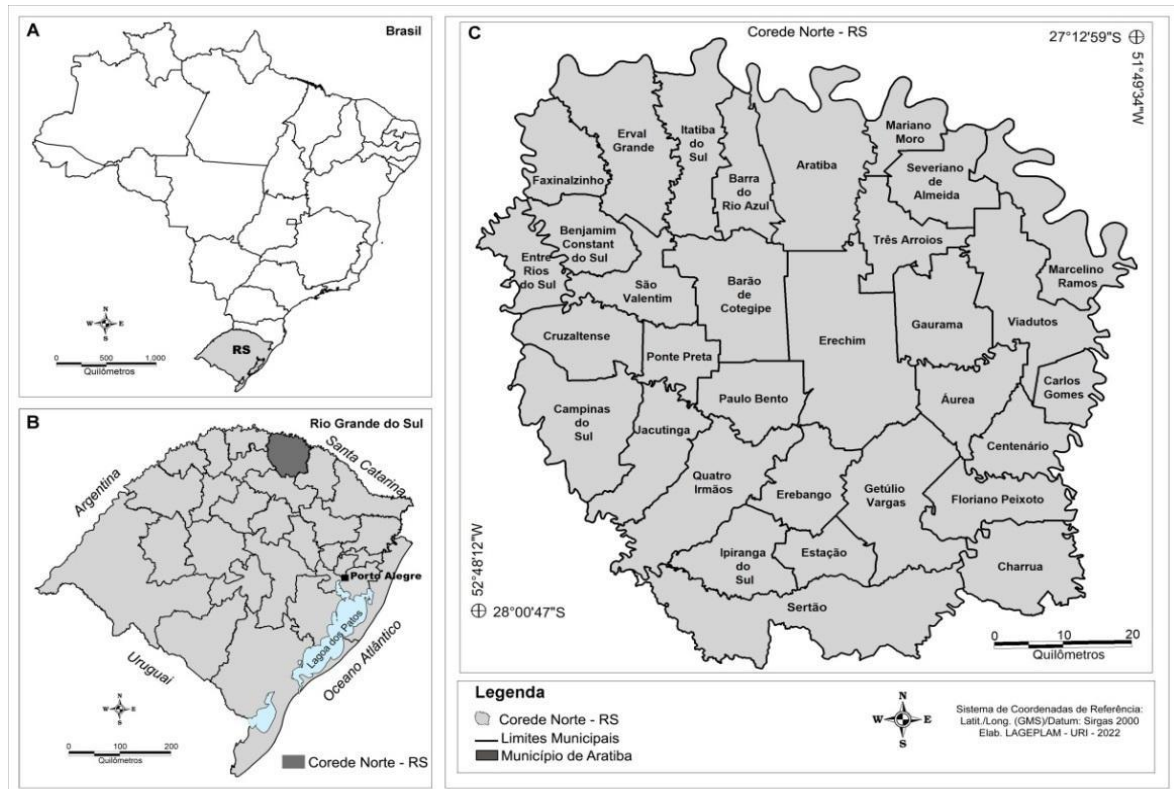 A
Brasil
RS
N
W E
S
0 500 1,000
Quilômetros
B
Rio Grande do Sul
Santa Catarina
Argentina
Porto Alegre
Lagoa dos Patos
Oceano Atlântico
Uruguai
N
W E
S
0 100 200
Quilômetros
Corede Norte - RS
C
Corede Norte - RS
27°12'59"S
51°49'34"W
Mariano
Moro
Erval
Grande
Itatiba
do Sul
Aratiba
Severiano
de
Almeida
Faxinalzinho
Barra
do
Rio Azul
Benjamim
Constant
do Sul
Três Arroios
Entre
Rios
do Sul
Marcelino
Ramos
São
Valentim
Barão
de
Cotegipe
Gaurama
Viadutos
Cruzaltense
Erechim
Ponte Preta
Carlos
Gomes
Paulo Bento
Áurea
Campinas
do
Sul
Jacutinga
Centenário
Quatro
Irmãos
Erebango
Getúlio
Vargas
Floriano Peixoto
Ipiranga
do
Sul
Estação
Charrua
Sertão
52°48'12"W
28°00'47"S
0 10 20
Quilômetros
Legenda
Corede Norte - RS
Limites Municipais
Município de Aratiba
N
W E
S
Sistema de Coordenadas de Referência:
Latit./Long. (GMS)/Datum: Sirgas 2000
Elab. LAGEPLAM - URI - 2022